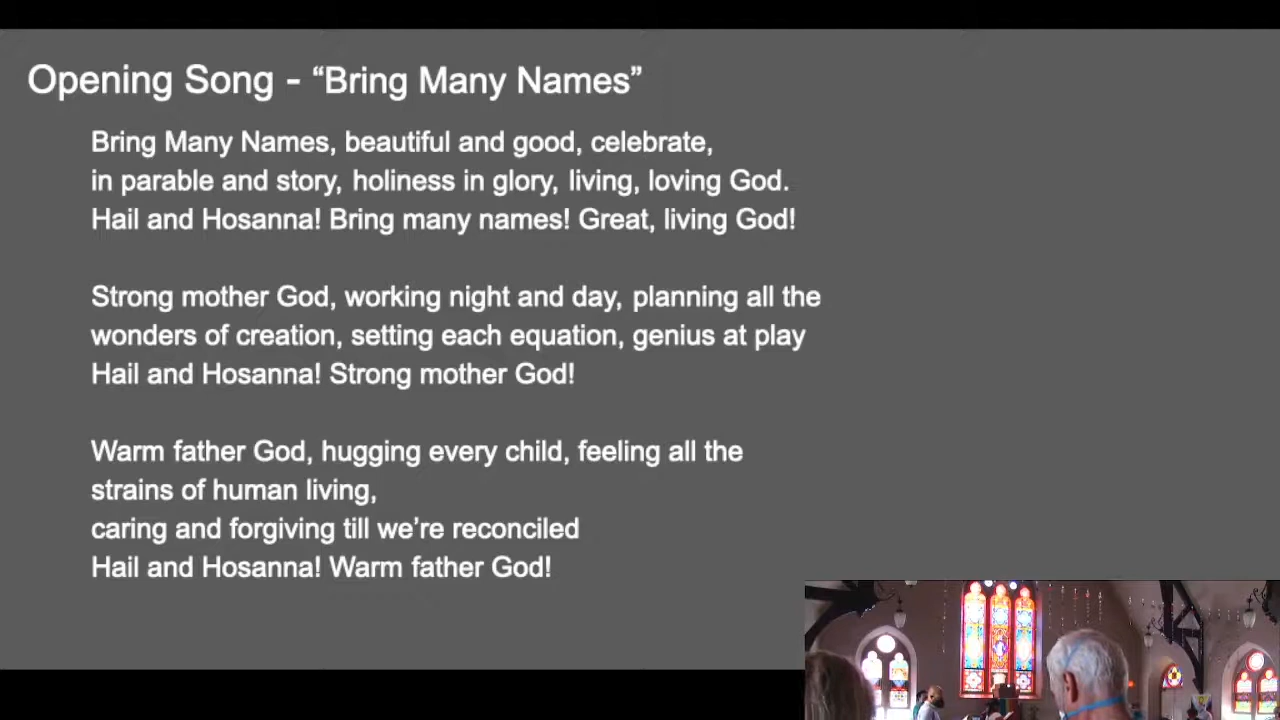 Opening Song - “Bring Many Names”
Bring Many Names, beautiful and good, celebrate,
in parable and story, holiness in glory, living, loving God.
Hail and Hosanna! Bring many names! Great, living God!
Strong mother God, working night and day, planning all the
wonders of creation, setting each equation, genius at play
Hail and Hosanna! Strong mother God!
Warm father God, hugging every child, feeling all the
strains of human living,
caring and forgiving till we’re reconciled
Hail and Hosanna! Warm father God!